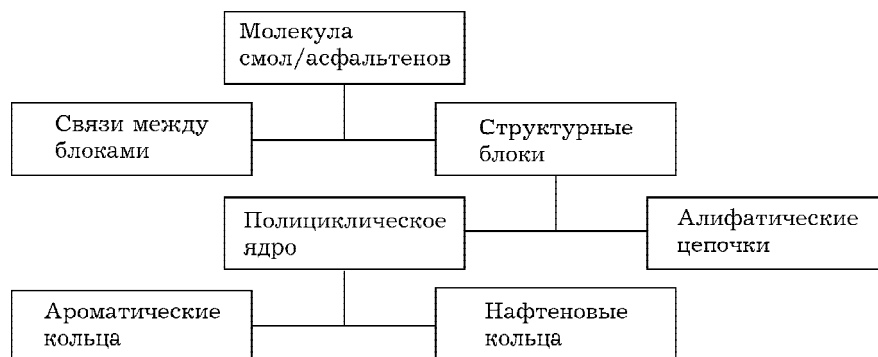 Молекула
смол/асфальтенов
Связи между
блоками
Структурные
блоки
Полициклическое
ядро
Алифатические
цепочки
Ароматические
кольца
Нафтеновые
кольца